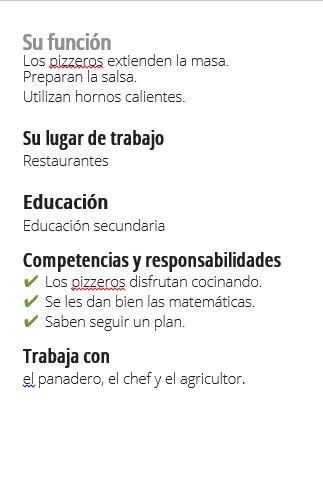 Su función
Los pizzeros extienden la masa.
Preparan la salsa.
Utilizan hornos calientes.
Su lugar de trabajo
Restaurantes
Educación
Educación secundaria
Competencias y responsabilidades
✔ Los pizzeros disfrutan cocinando.
✔ Se les dan bien las matemáticas.
✔ Saben seguir un plan.
Trabaja con
el panadero, el chef y el agricultor.